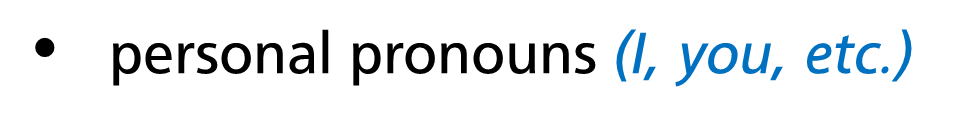 • personal pronouns (I, you, etc.)